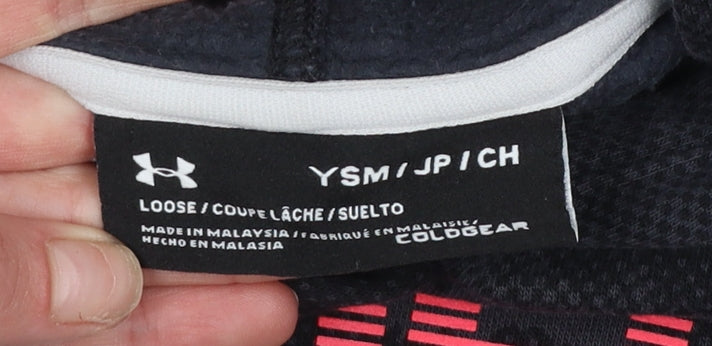 YSM / JP / CH
LOOSE / COUPE LÂCHE / SUELTO
MADE IN MALAYSIA / FABRIQUÉ EN MALAISIE /
HECHO EN MALASIA
COLDGEAR